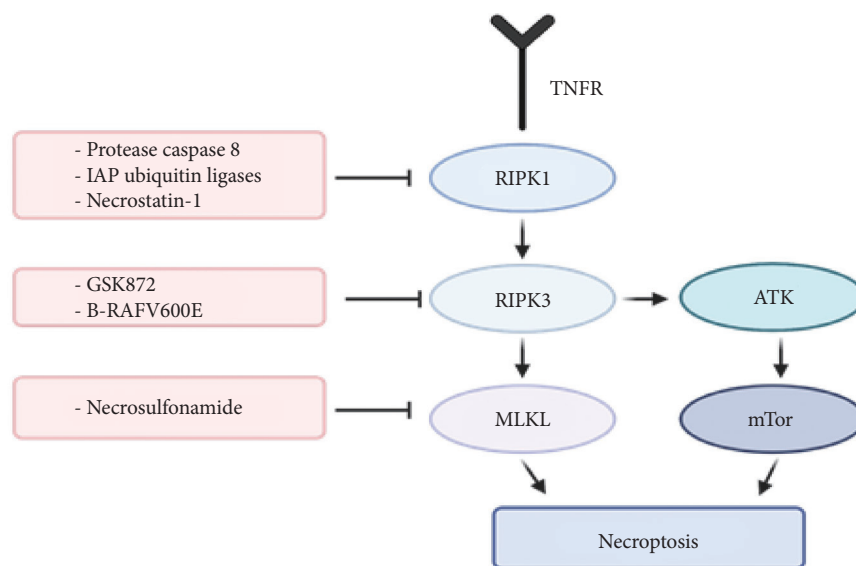 TNFR
- Protease caspase 8
- IAP ubiquitin ligases
- Necrostatin-1
RIPK1
- GSK872
- B-RAFV600E
RIPK3
ATK
- Necrosulfonamide
MLKL
mTor
Necroptosis